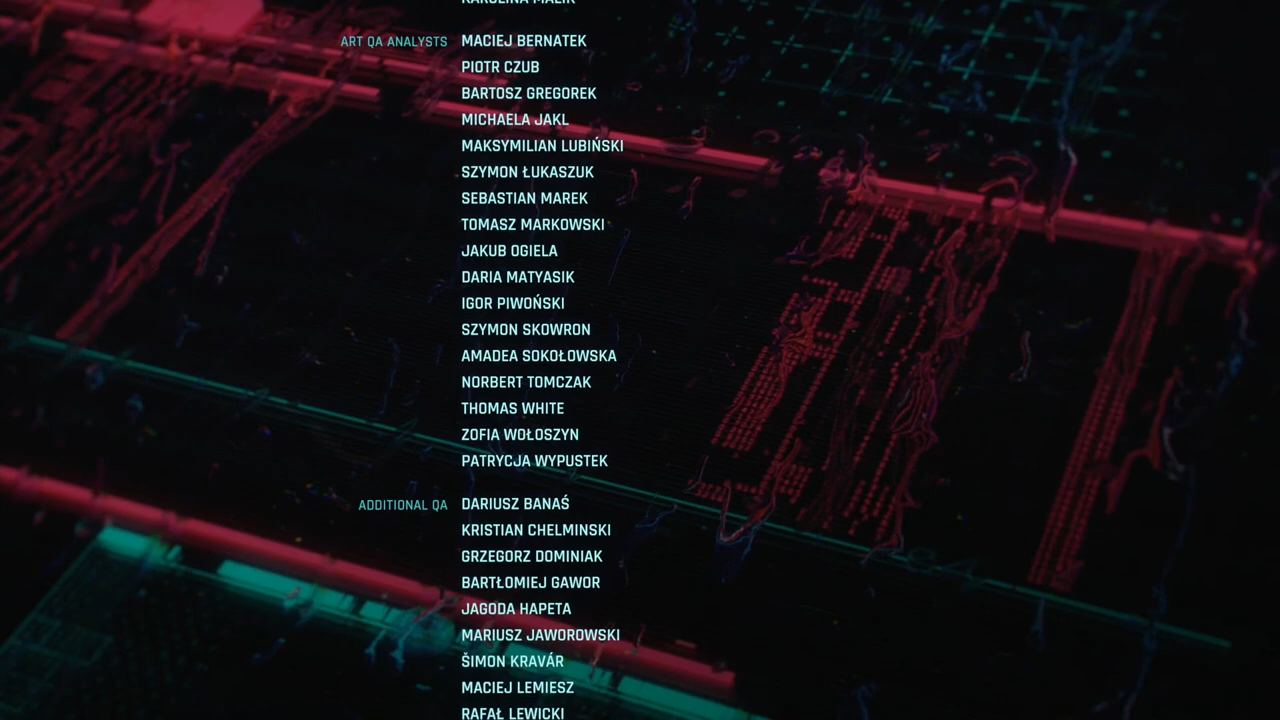 KAROLINA MALIK
ART QA ANALYSTS MACIEJ BERNATEK
PIOTR CZUB
BARTOSZ GREGOREK
MICHAELA JAKL
MAKSYMILIAN LUBIŃSKI
SZYMON ŁUKASZUK
SEBASTIAN MAREK
TOMASZ MARKOWSKI
JAKUB OGIELA
DARIA MATYASIK
IGOR PIWOŃSKI
SZYMON SKOWRON
AMADEA SOKOŁOWSKA
NORBERT TOMCZAK
THOMAS WHITE
ZOFIA WOŁOSZYN
PATRYCJA WYPUSTEK
ADDITIONAL QA DARIUSZ BANAŚ
KRISTIAN CHELMINSKI
GRZEGORZ DOMINIAK
BARTŁOMIEJ GAWOR
JAGODA HAPETA
MARIUSZ JAWOROWSKI
ŠIMON KRAVÁR
MACIEJ LEMIESZ
RAFAŁ LEWICKI